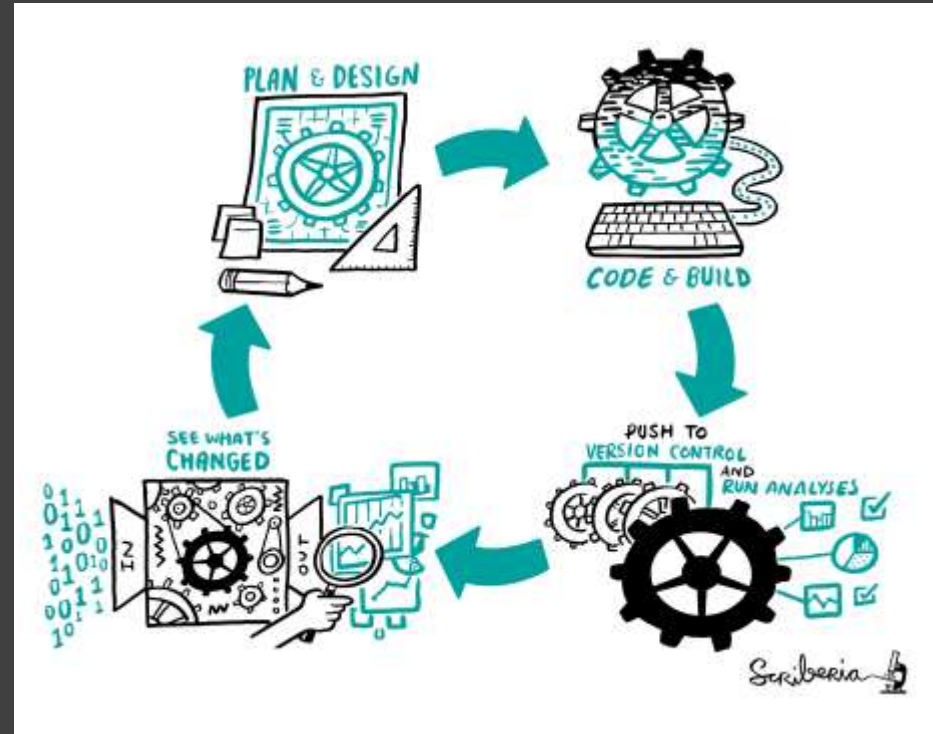 PLAN & DESIGN
CODE & BUILD
PUSH TO
VERSION CONTROL
AND
RUN ANALYSES
SEE WHAT'S
CHANGED
IN
OUT
Scriberia